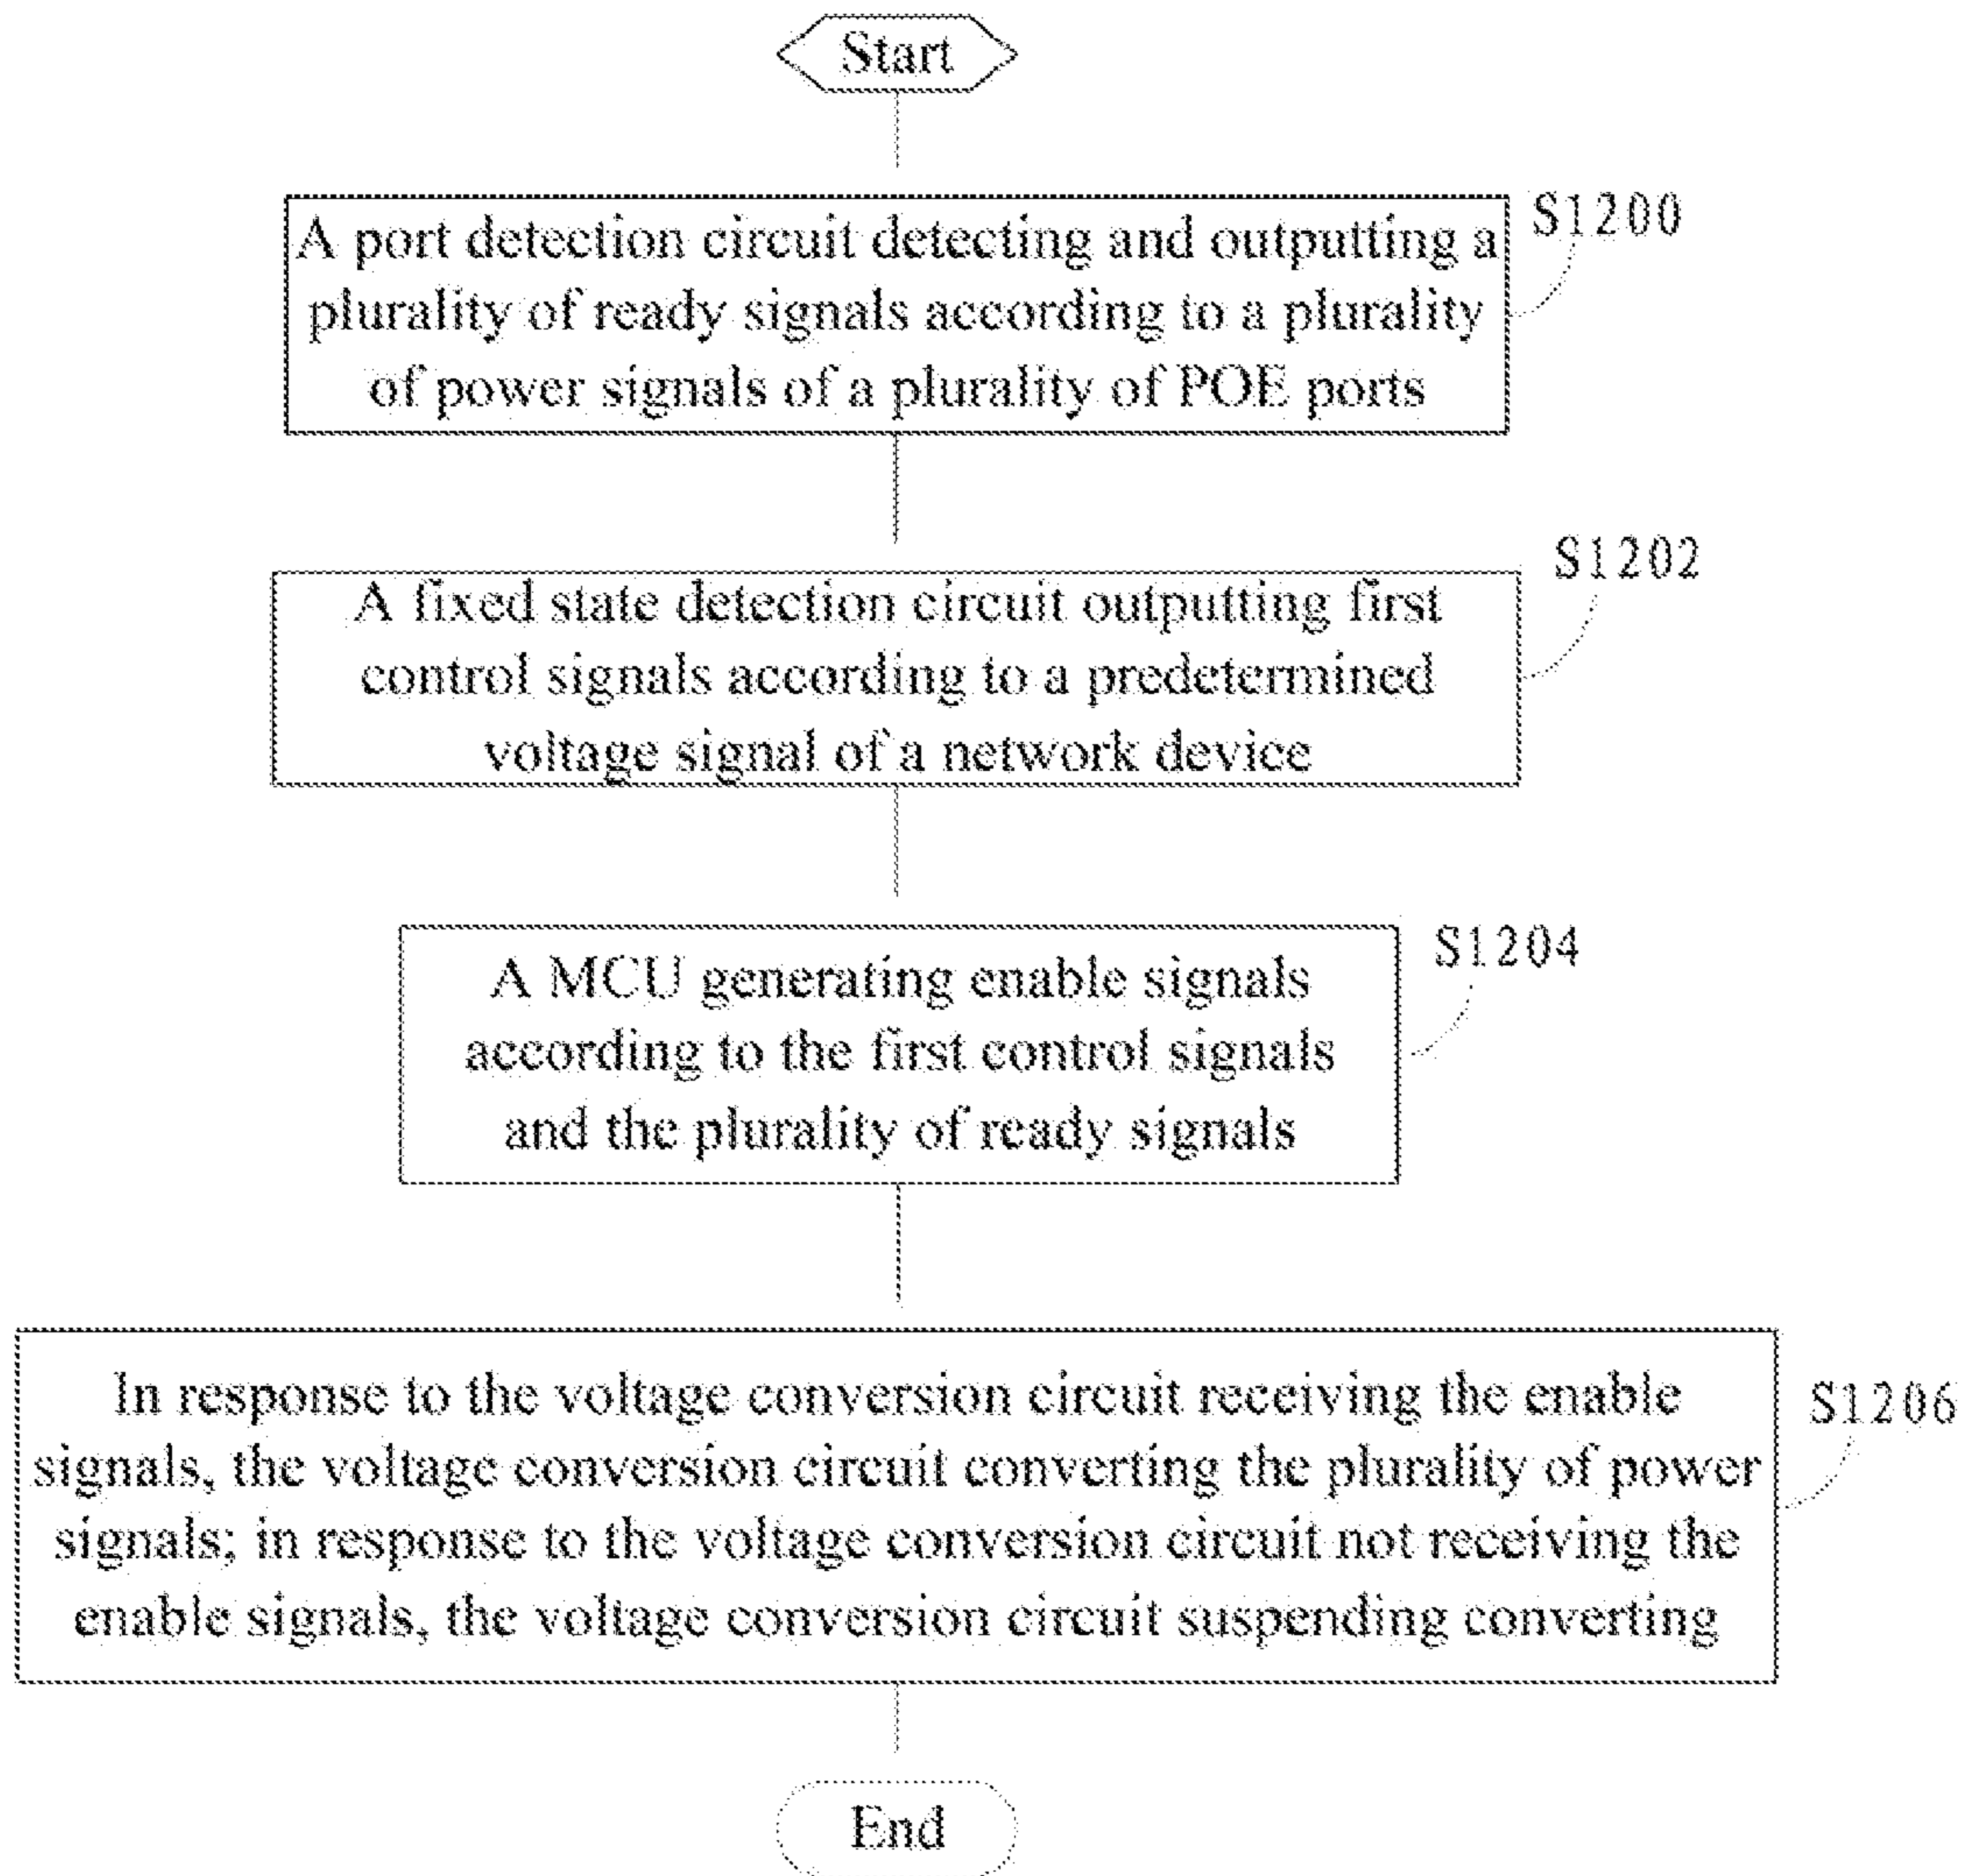 Start
A port detection circuit detecting and outputting a
plurality of ready signals according to a plurality
of power signals of a plurality of POE ports
S1200
A fixed state detection circuit outputting first
control signals according to a predetermined
voltage signal of a network device
S1202
A MCU generating enable signals
according to the first control signals
and the plurality of ready signals
S1204
In response to the voltage conversion circuit receiving the enable
signals, the voltage conversion circuit converting the plurality of power
signals; in response to the voltage conversion circuit not receiving the
enable signals, the voltage conversion circuit suspending converting
S1206
End